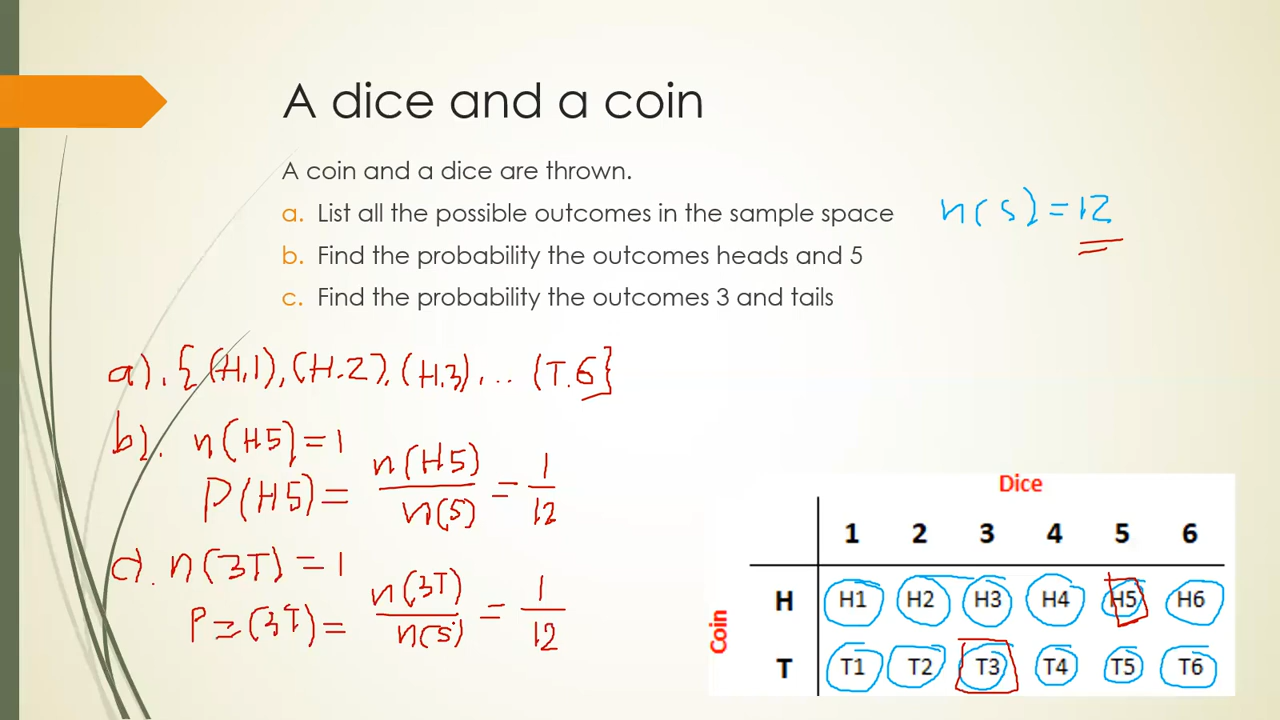 A dice and a coin
A coin and a dice are thrown.
a. List all the possible outcomes in the sample space
b. Find the probability the outcomes heads and 5
c. Find the probability the outcomes 3 and tails
n(s)=12
a). {(H.1),(H.2),(H.3),... (T.6}
b). n(H5)=1
P(H5)= n(H5)/n(s) = 1/12
c). n(3T)=1
P≥(3T)= n(3T)/n(s) = 1/12
Dice
1 2 3 4 5 6
Coin
H H1 H2 H3 H4 H5 H6
T T1 T2 T3 T4 T5 T6